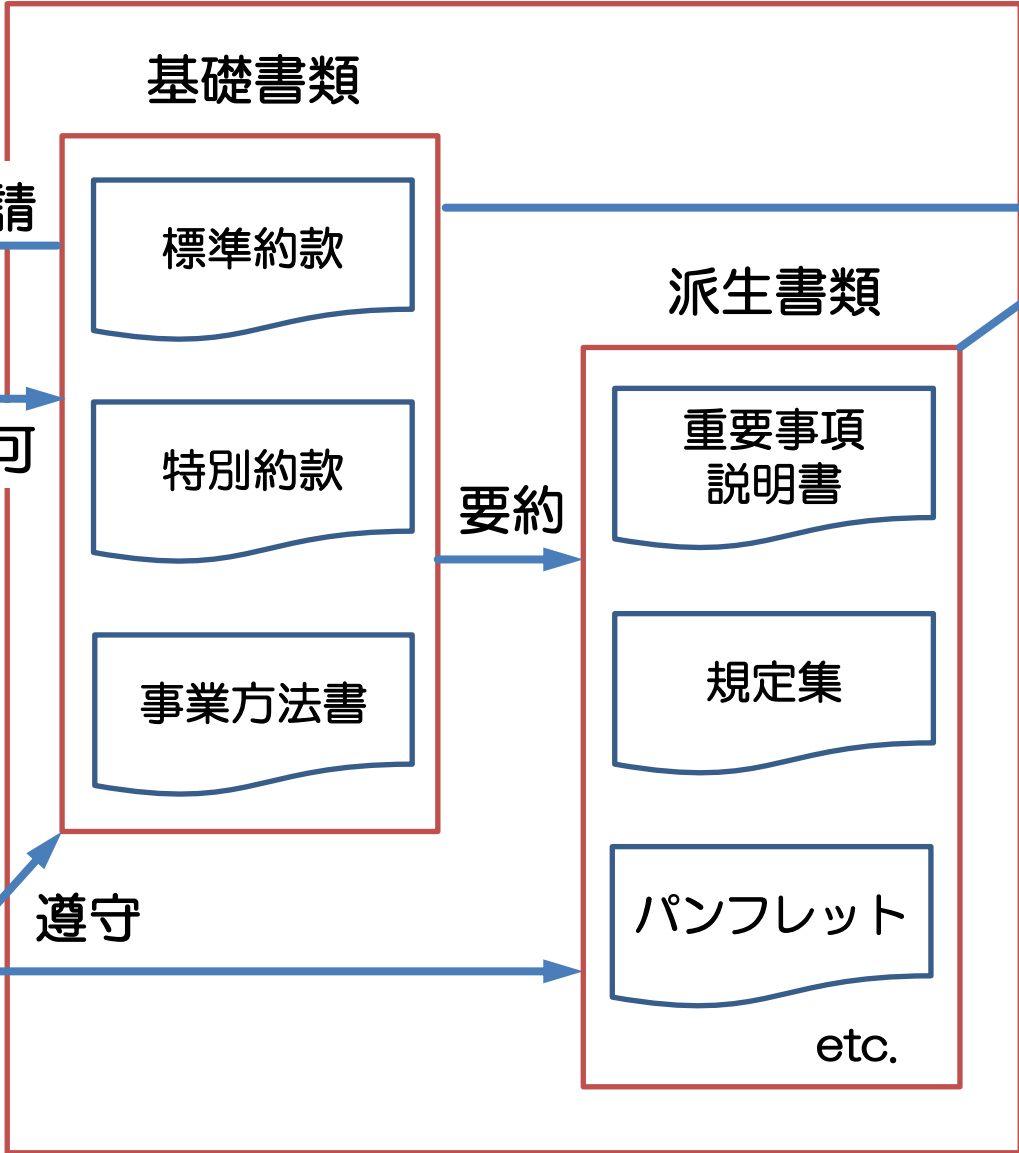 基礎書類
請
標準約款
派生書類
可
重要事項
説明書
特別約款
要約
規定集
事業方法書
遵守
パンフレット
etc.